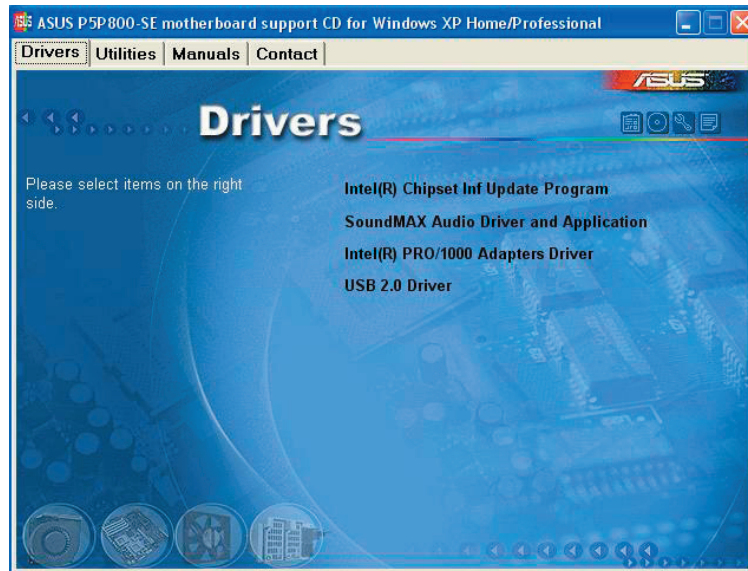 ASUS P5P800-SE motherboard support CD for Windows XP Home/Professional
Drivers Utilities Manuals Contact
ASUS
Drivers
Please select items on the right
side.
Intel(R) Chipset Inf Update Program
SoundMAX Audio Driver and Application
Intel(R) PRO/1000 Adapters Driver
USB 2.0 Driver